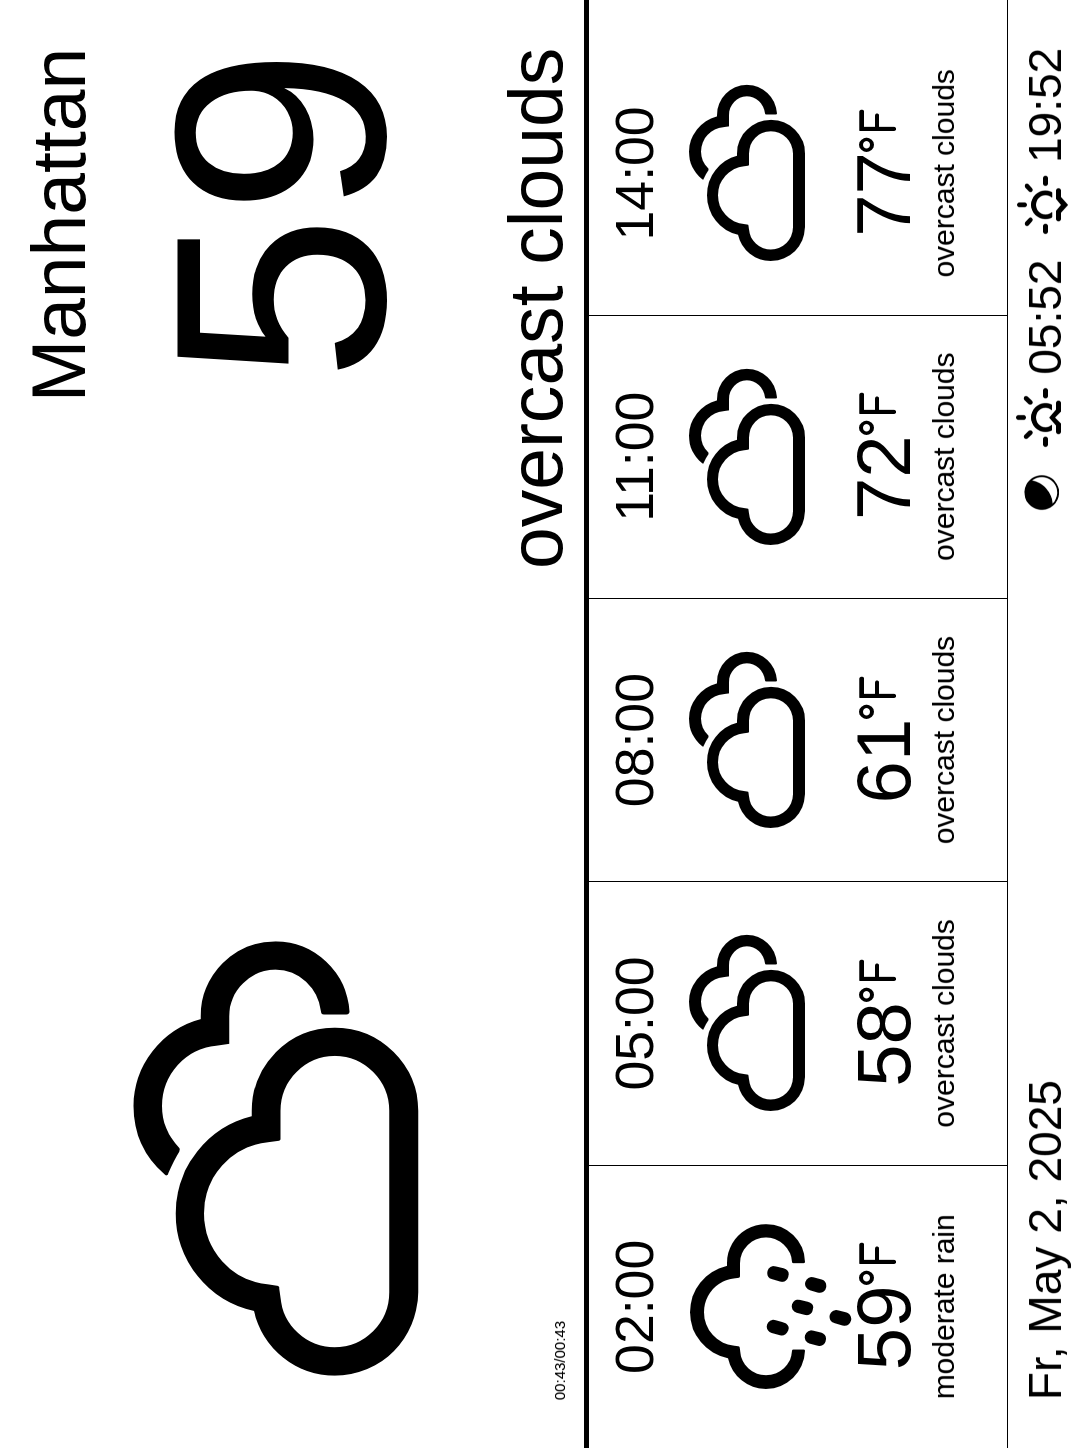 Manhattan
59
overcast clouds
00:43/00:43
02:00 05:00 08:00 11:00 14:00
59°F 58°F 61°F 72°F 77°F
moderate rain overcast clouds overcast clouds overcast clouds overcast clouds
Fr, May 2, 2025 05:52 19:52